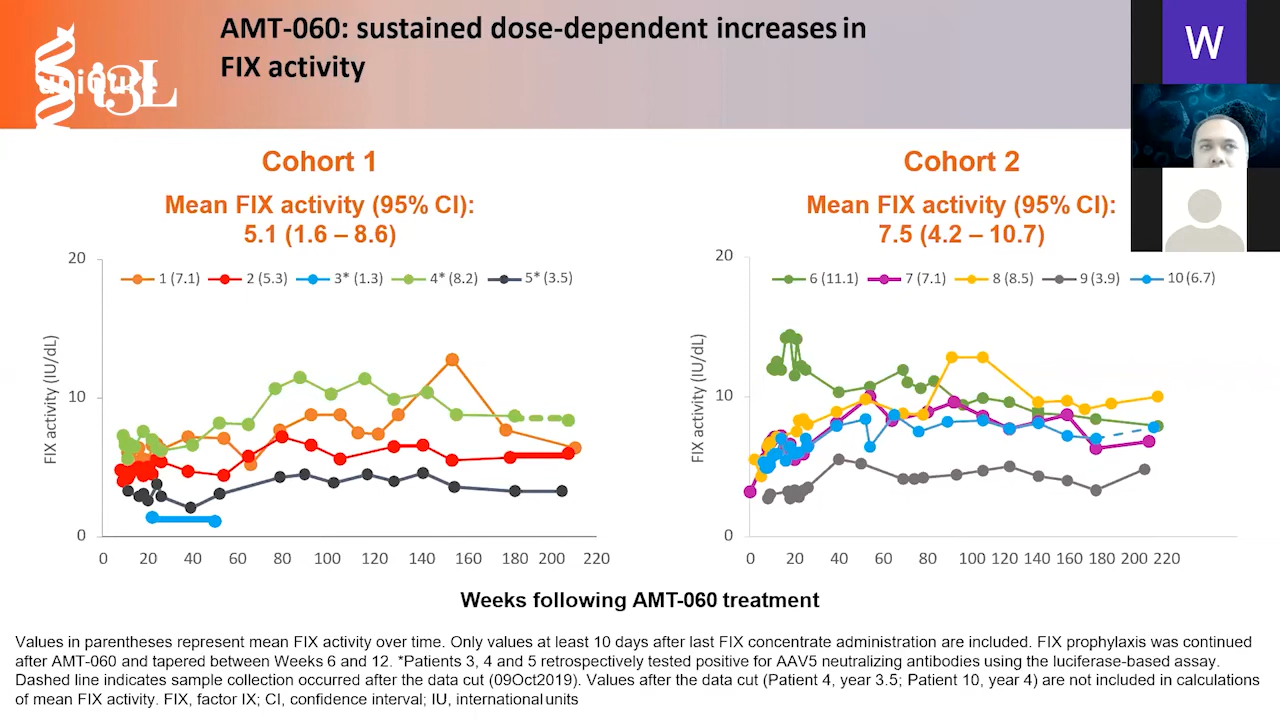 AMT-060: sustained dose-dependent increases in
FIX activity
uniQure
i3L
W
Cohort 1
Mean FIX activity (95% CI):
5.1 (1.6 – 8.6)
20
10
0
FIX activity (IU/dL)
1 (7.1) 2 (5.3) 3* (1.3) 4* (8.2) 5* (3.5)
0 20 40 60 80 100 120 140 160 180 200 220
Cohort 2
Mean FIX activity (95% CI):
7.5 (4.2 – 10.7)
20
10
0
FIX activity (IU/dL)
6 (11.1) 7 (7.1) 8 (8.5) 9 (3.9) 10 (6.7)
0 20 40 60 80 100 120 140 160 180 200 220
Weeks following AMT-060 treatment
Values in parentheses represent mean FIX activity over time. Only values at least 10 days after last FIX concentrate administration are included. FIX prophylaxis was continued
after AMT-060 and tapered between Weeks 6 and 12. *Patients 3, 4 and 5 retrospectively tested positive for AAV5 neutralizing antibodies using the luciferase-based assay.
Dashed line indicates sample collection occurred after the data cut (09Oct2019). Values after the data cut (Patient 4, year 3.5; Patient 10, year 4) are not included in calculations
of mean FIX activity. FIX, factor IX; CI, confidence interval; IU, international units